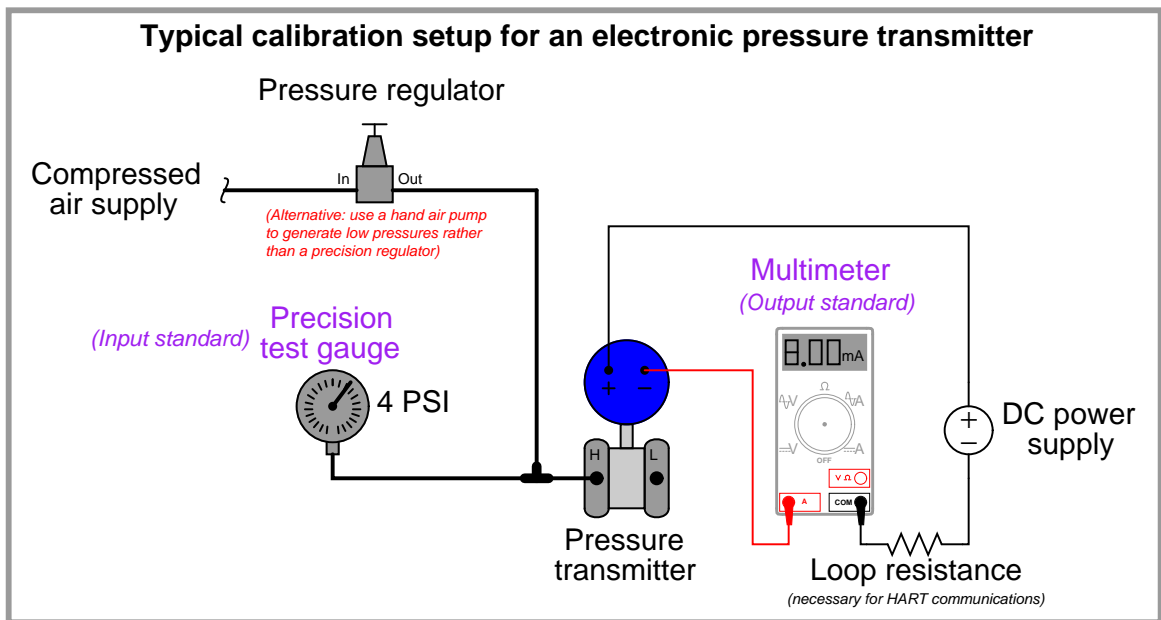 Typical calibration setup for an electronic pressure transmitter
Pressure regulator
Compressed
air supply
In
Out
(Alternative: use a hand air pump
to generate low pressures rather
than a precision regulator)
Multimeter
(Output standard)
(Input standard)
Precision
test gauge
4 PSI
+
−
H
L
Pressure
transmitter
8.00 mA
Ω
V
A
V
A
OFF
V Ω
A
COM
+
−
DC power
supply
Loop resistance
(necessary for HART communications)